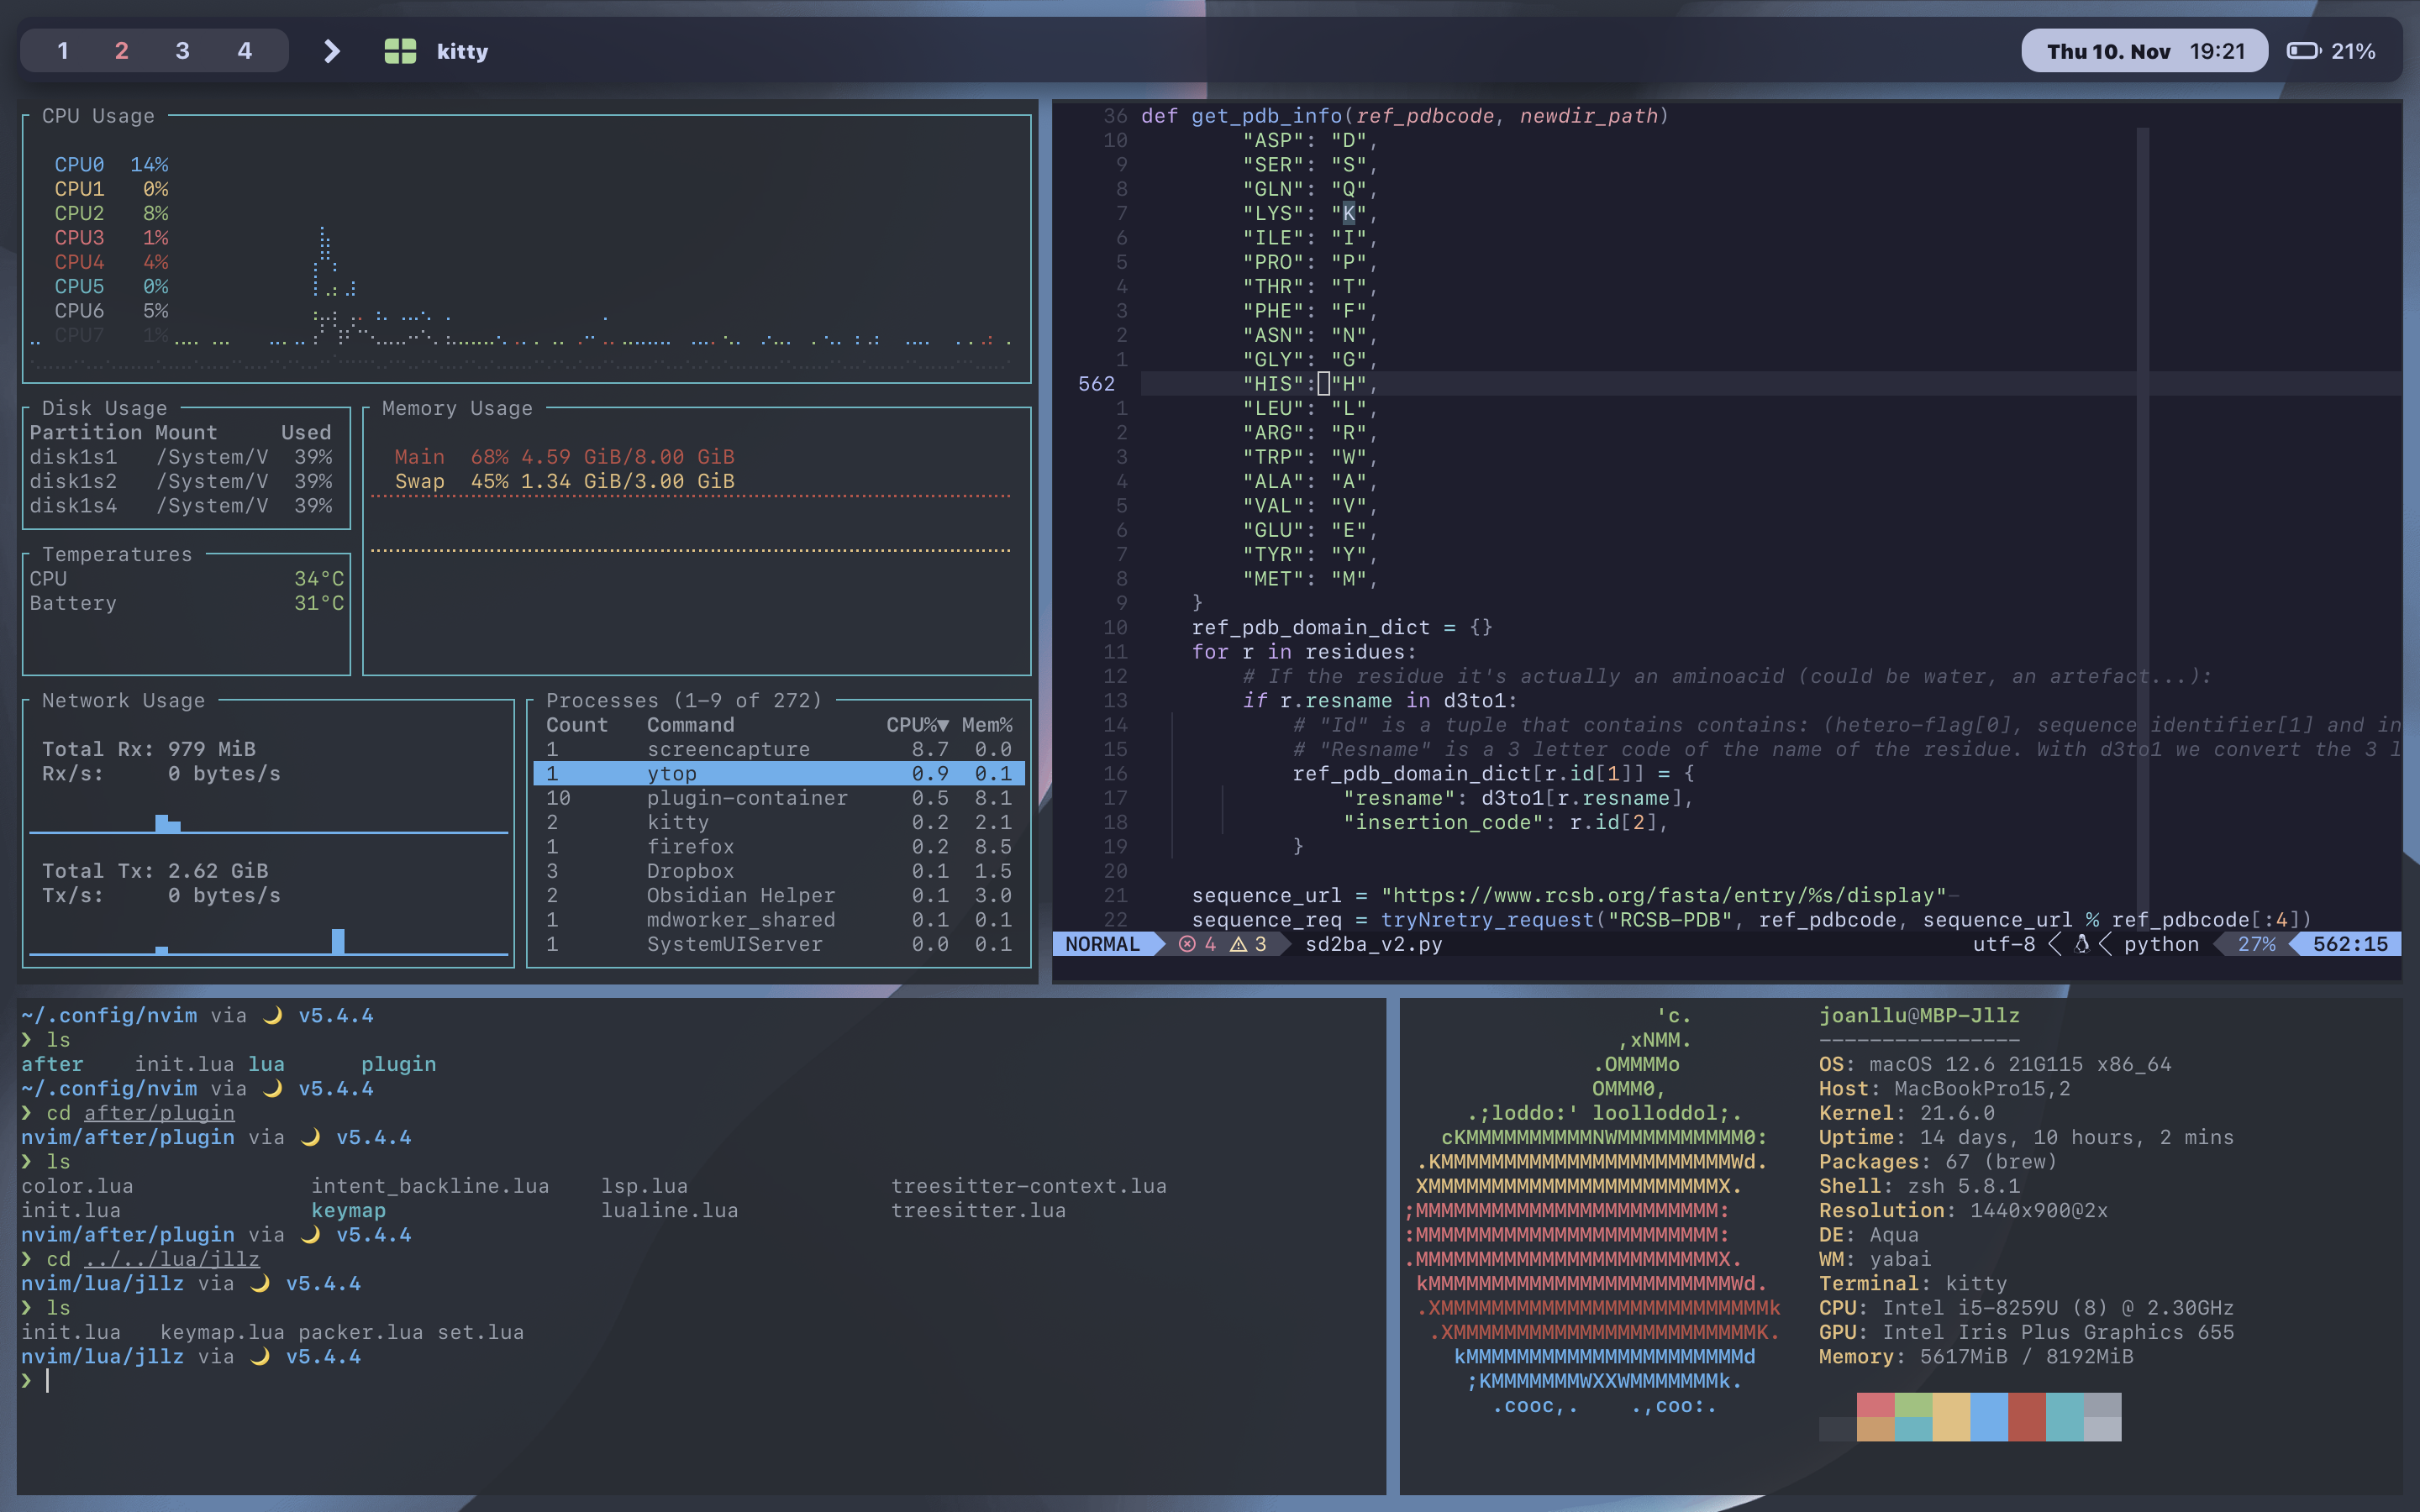 1 2 3 4 kitty Thu 10. Nov 19:21 21%
CPU Usage
CPU0 14%
CPU1 0%
CPU2 8%
CPU3 1%
CPU4 4%
CPU5 0%
CPU6 5%
CPU7 1%
Disk Usage
Partition Mount Used
disk1s1 /System/V 39%
disk1s2 /System/V 39%
disk1s4 /System/V 39%
Memory Usage
Main 68% 4.59 GiB/8.00 GiB
Swap 45% 1.34 GiB/3.00 GiB
Temperatures
CPU 34°C
Battery 31°C
Network Usage
Total Rx: 979 MiB
Rx/s: 0 bytes/s
Total Tx: 2.62 GiB
Tx/s: 0 bytes/s
Processes (1-9 of 272)
Count Command CPU%▼ Mem%
1 screencapture 8.7 0.0
1 ytop 0.9 0.1
10 plugin-container 0.5 8.1
2 kitty 0.2 2.1
1 firefox 0.2 8.5
3 Dropbox 0.1 1.5
2 Obsidian Helper 0.1 3.0
1 mdworker_shared 0.1 0.1
1 SystemUIServer 0.0 0.1
36 def get_pdb_info(ref_pdbcode, newdir_path)
10 "ASP": "D",
9 "SER": "S",
8 "GLN": "Q",
7 "LYS": "K",
6 "ILE": "I",
5 "PRO": "P",
4 "THR": "T",
3 "PHE": "F",
2 "ASN": "N",
1 "GLY": "G",
562 "HIS": "H",
1 "LEU": "L",
2 "ARG": "R",
3 "TRP": "W",
4 "ALA": "A",
5 "VAL": "V",
6 "GLU": "E",
7 "TYR": "Y",
8 "MET": "M",
9 }
10 ref_pdb_domain_dict = {}
11 for r in residues:
12 # If the residue it's actually an aminoacid (could be water, an artefact...):
13 if r.resname in d3to1:
14 # "Id" is a tuple that contains contains: (hetero-flag[0], sequence identifier[1] and in
15 # "Resname" is a 3 letter code of the name of the residue. With d3to1 we convert the 3 l
16 ref_pdb_domain_dict[r.id[1]] = {
17 "resname": d3to1[r.resname],
18 "insertion_code": r.id[2],
19 }
20
21 sequence_url = "https://www.rcsb.org/fasta/entry/%s/display"
22 sequence_req = tryNretry_request("RCSB-PDB", ref_pdbcode, sequence_url % ref_pdbcode[:4])
NORMAL 4 3 sd2ba_v2.py utf-8 python 27% 562:15
~/.config/nvim via 🌙 v5.4.4
❯ ls
after init.lua lua plugin
~/.config/nvim via 🌙 v5.4.4
❯ cd after/plugin
nvim/after/plugin via 🌙 v5.4.4
❯ ls
color.lua intent_backline.lua lsp.lua treesitter-context.lua
init.lua keymap lualine.lua treesitter.lua
nvim/after/plugin via 🌙 v5.4.4
❯ cd ../../lua/jllz
nvim/lua/jllz via 🌙 v5.4.4
❯ ls
init.lua keymap.lua packer.lua set.lua
nvim/lua/jllz via 🌙 v5.4.4
❯
'c.
,xNMM.
.OMMMMo
OMMM0,
.;loddo:' loolloddol;.
cKMMMMMMMMMMNWMMMMMMMMMM0:
.KMMMMMMMMMMMMMMMMMMMMMMMWd.
XMMMMMMMMMMMMMMMMMMMMMMMX.
;MMMMMMMMMMMMMMMMMMMMMMMM:
:MMMMMMMMMMMMMMMMMMMMMMMM:
.MMMMMMMMMMMMMMMMMMMMMMMMX.
kMMMMMMMMMMMMMMMMMMMMMMMMWd.
.XMMMMMMMMMMMMMMMMMMMMMMMMMMk
.XMMMMMMMMMMMMMMMMMMMMMMMMK.
kMMMMMMMMMMMMMMMMMMMMMMd
;KMMMMMMMWXXWMMMMMMMk.
.cooc,. .,coo:.
joanllu@MBP-Jllz
----------------
OS: macOS 12.6 21G115 x86_64
Host: MacBookPro15,2
Kernel: 21.6.0
Uptime: 14 days, 10 hours, 2 mins
Packages: 67 (brew)
Shell: zsh 5.8.1
Resolution: 1440x900@2x
DE: Aqua
WM: yabai
Terminal: kitty
CPU: Intel i5-8259U (8) @ 2.30GHz
GPU: Intel Iris Plus Graphics 655
Memory: 5617MiB / 8192MiB